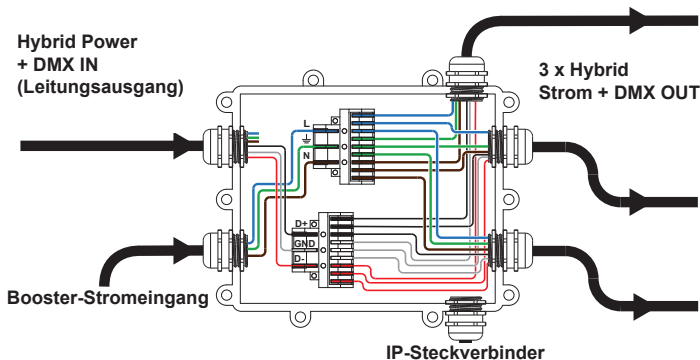 Hybrid Power
+ DMX IN
(Leitungsausgang)
3 x Hybrid
Strom + DMX OUT
L
N
D+
GND
D-
Booster-Stromeingang
IP-Steckverbinder